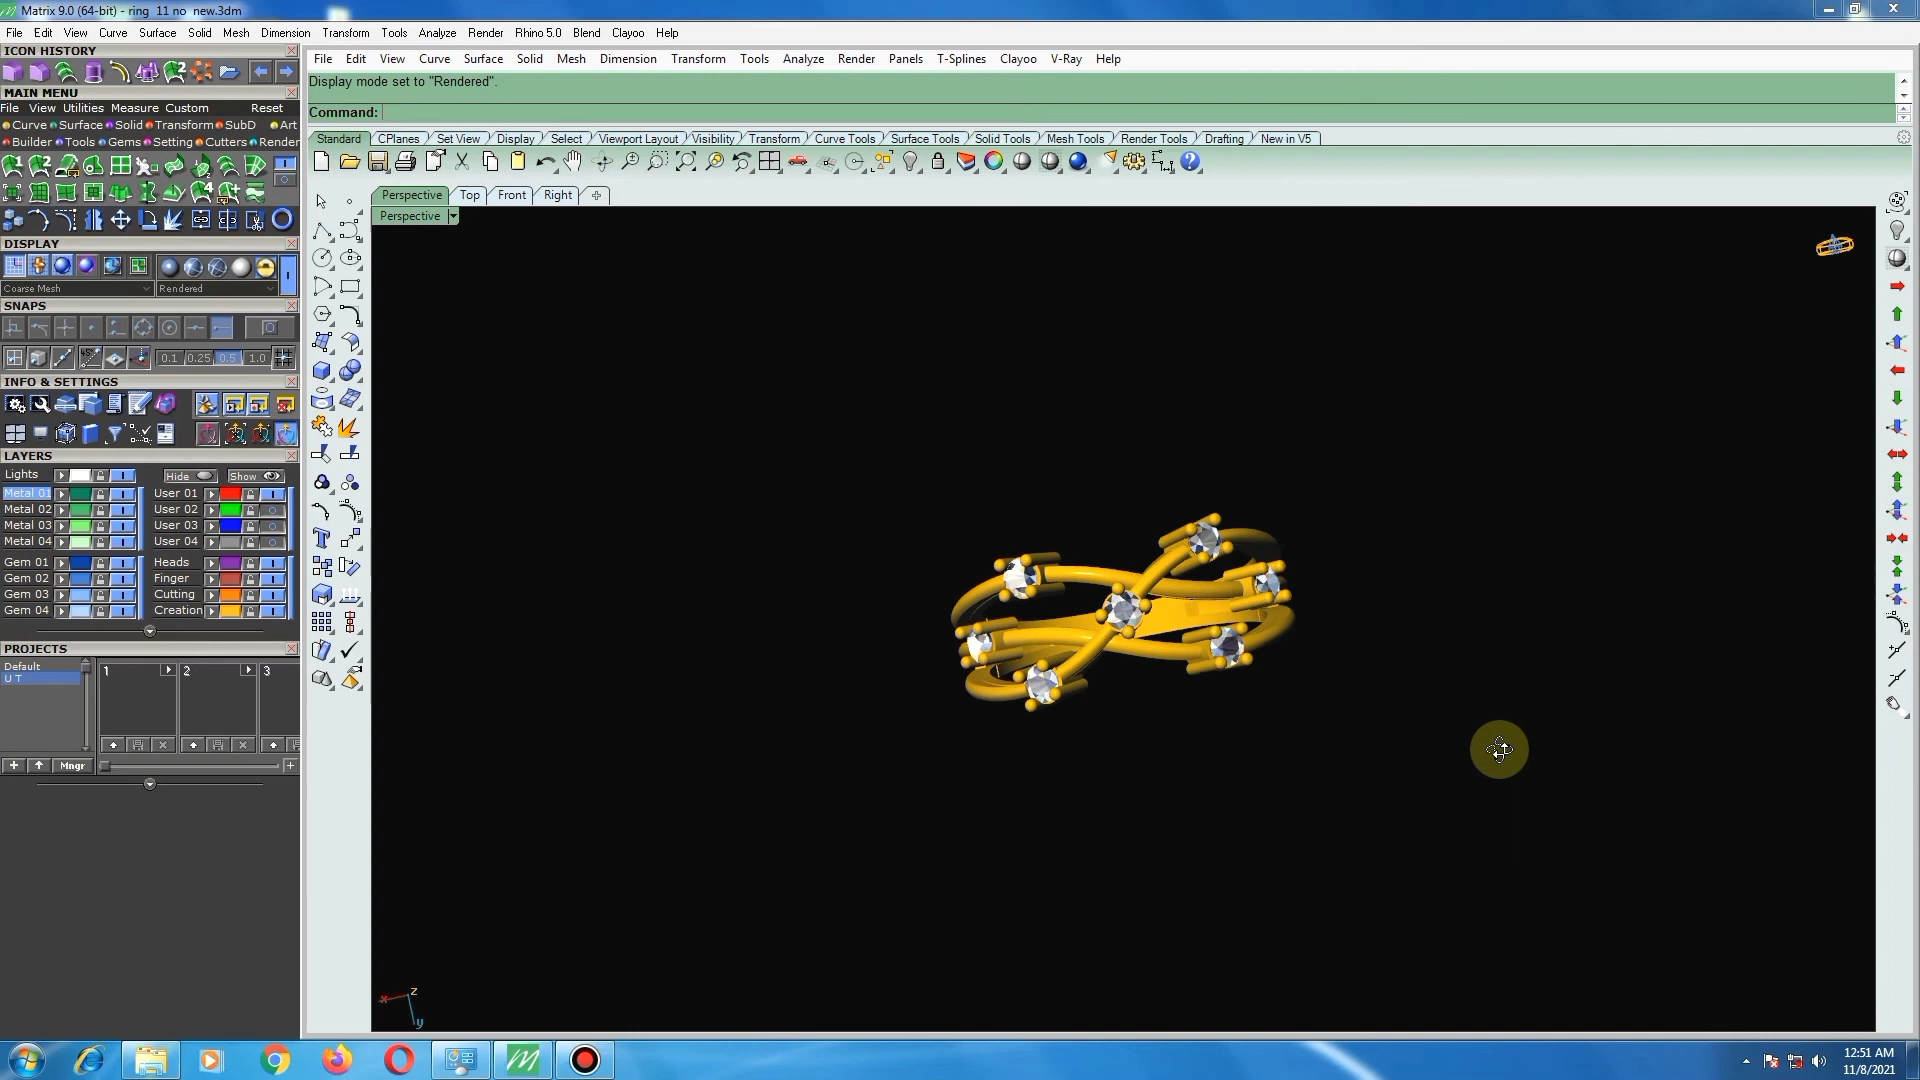 Matrix 9.0 (64-bit) - ring  11 no  new.3dm
File Edit View Curve Surface Solid Mesh Dimension Transform Tools Analyze Render Rhino 5.0 Blend Clayoo Help
ICON HISTORY
MAIN MENU
File View Utilities Measure Custom Reset
Curve Surface Solid Transform SubD Art
Builder Tools Gems Setting Cutters Render
DISPLAY
Coarse Mesh Rendered
SNAPS
0.1 0.25 0.5 1.0
INFO & SETTINGS
LAYERS
Lights Hide Show
Metal 01 User 01
Metal 02 User 02
Metal 03 User 03
Metal 04 User 04
Gem 01 Heads
Gem 02 Finger
Gem 03 Cutting
Gem 04 Creation
PROJECTS
Default 1 2 3
U T
Mngr
File Edit View Curve Surface Solid Mesh Dimension Transform Tools Analyze Render Panels T-Splines Clayoo V-Ray Help
Display mode set to "Rendered".
Command:
Standard CPlanes Set View Display Select Viewport Layout Visibility Transform Curve Tools Surface Tools Solid Tools Mesh Tools Render Tools Drafting New in V5
Perspective Top Front Right
Perspective
z
x
y
12:51 AM
11/8/2021